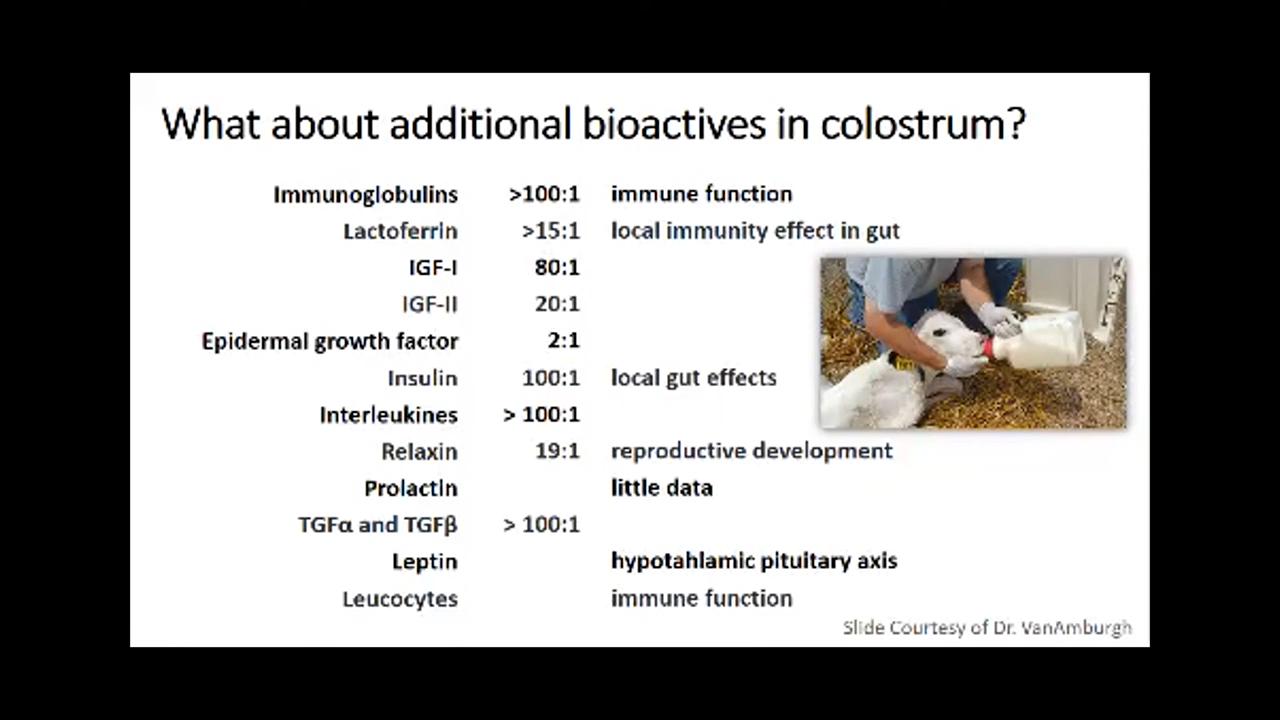 What about additional bioactives in colostrum?
Immunoglobulins >100:1 immune function
Lactoferrin >15:1 local immunity effect in gut
IGF-I 80:1
IGF-II 20:1
Epidermal growth factor 2:1
Insulin 100:1 local gut effects
Interleukines > 100:1
Relaxin 19:1 reproductive development
Prolactin little data
TGFα and TGFβ > 100:1
Leptin hypotahlamic pituitary axis
Leucocytes immune function
Slide Courtesy of Dr. VanAmburgh